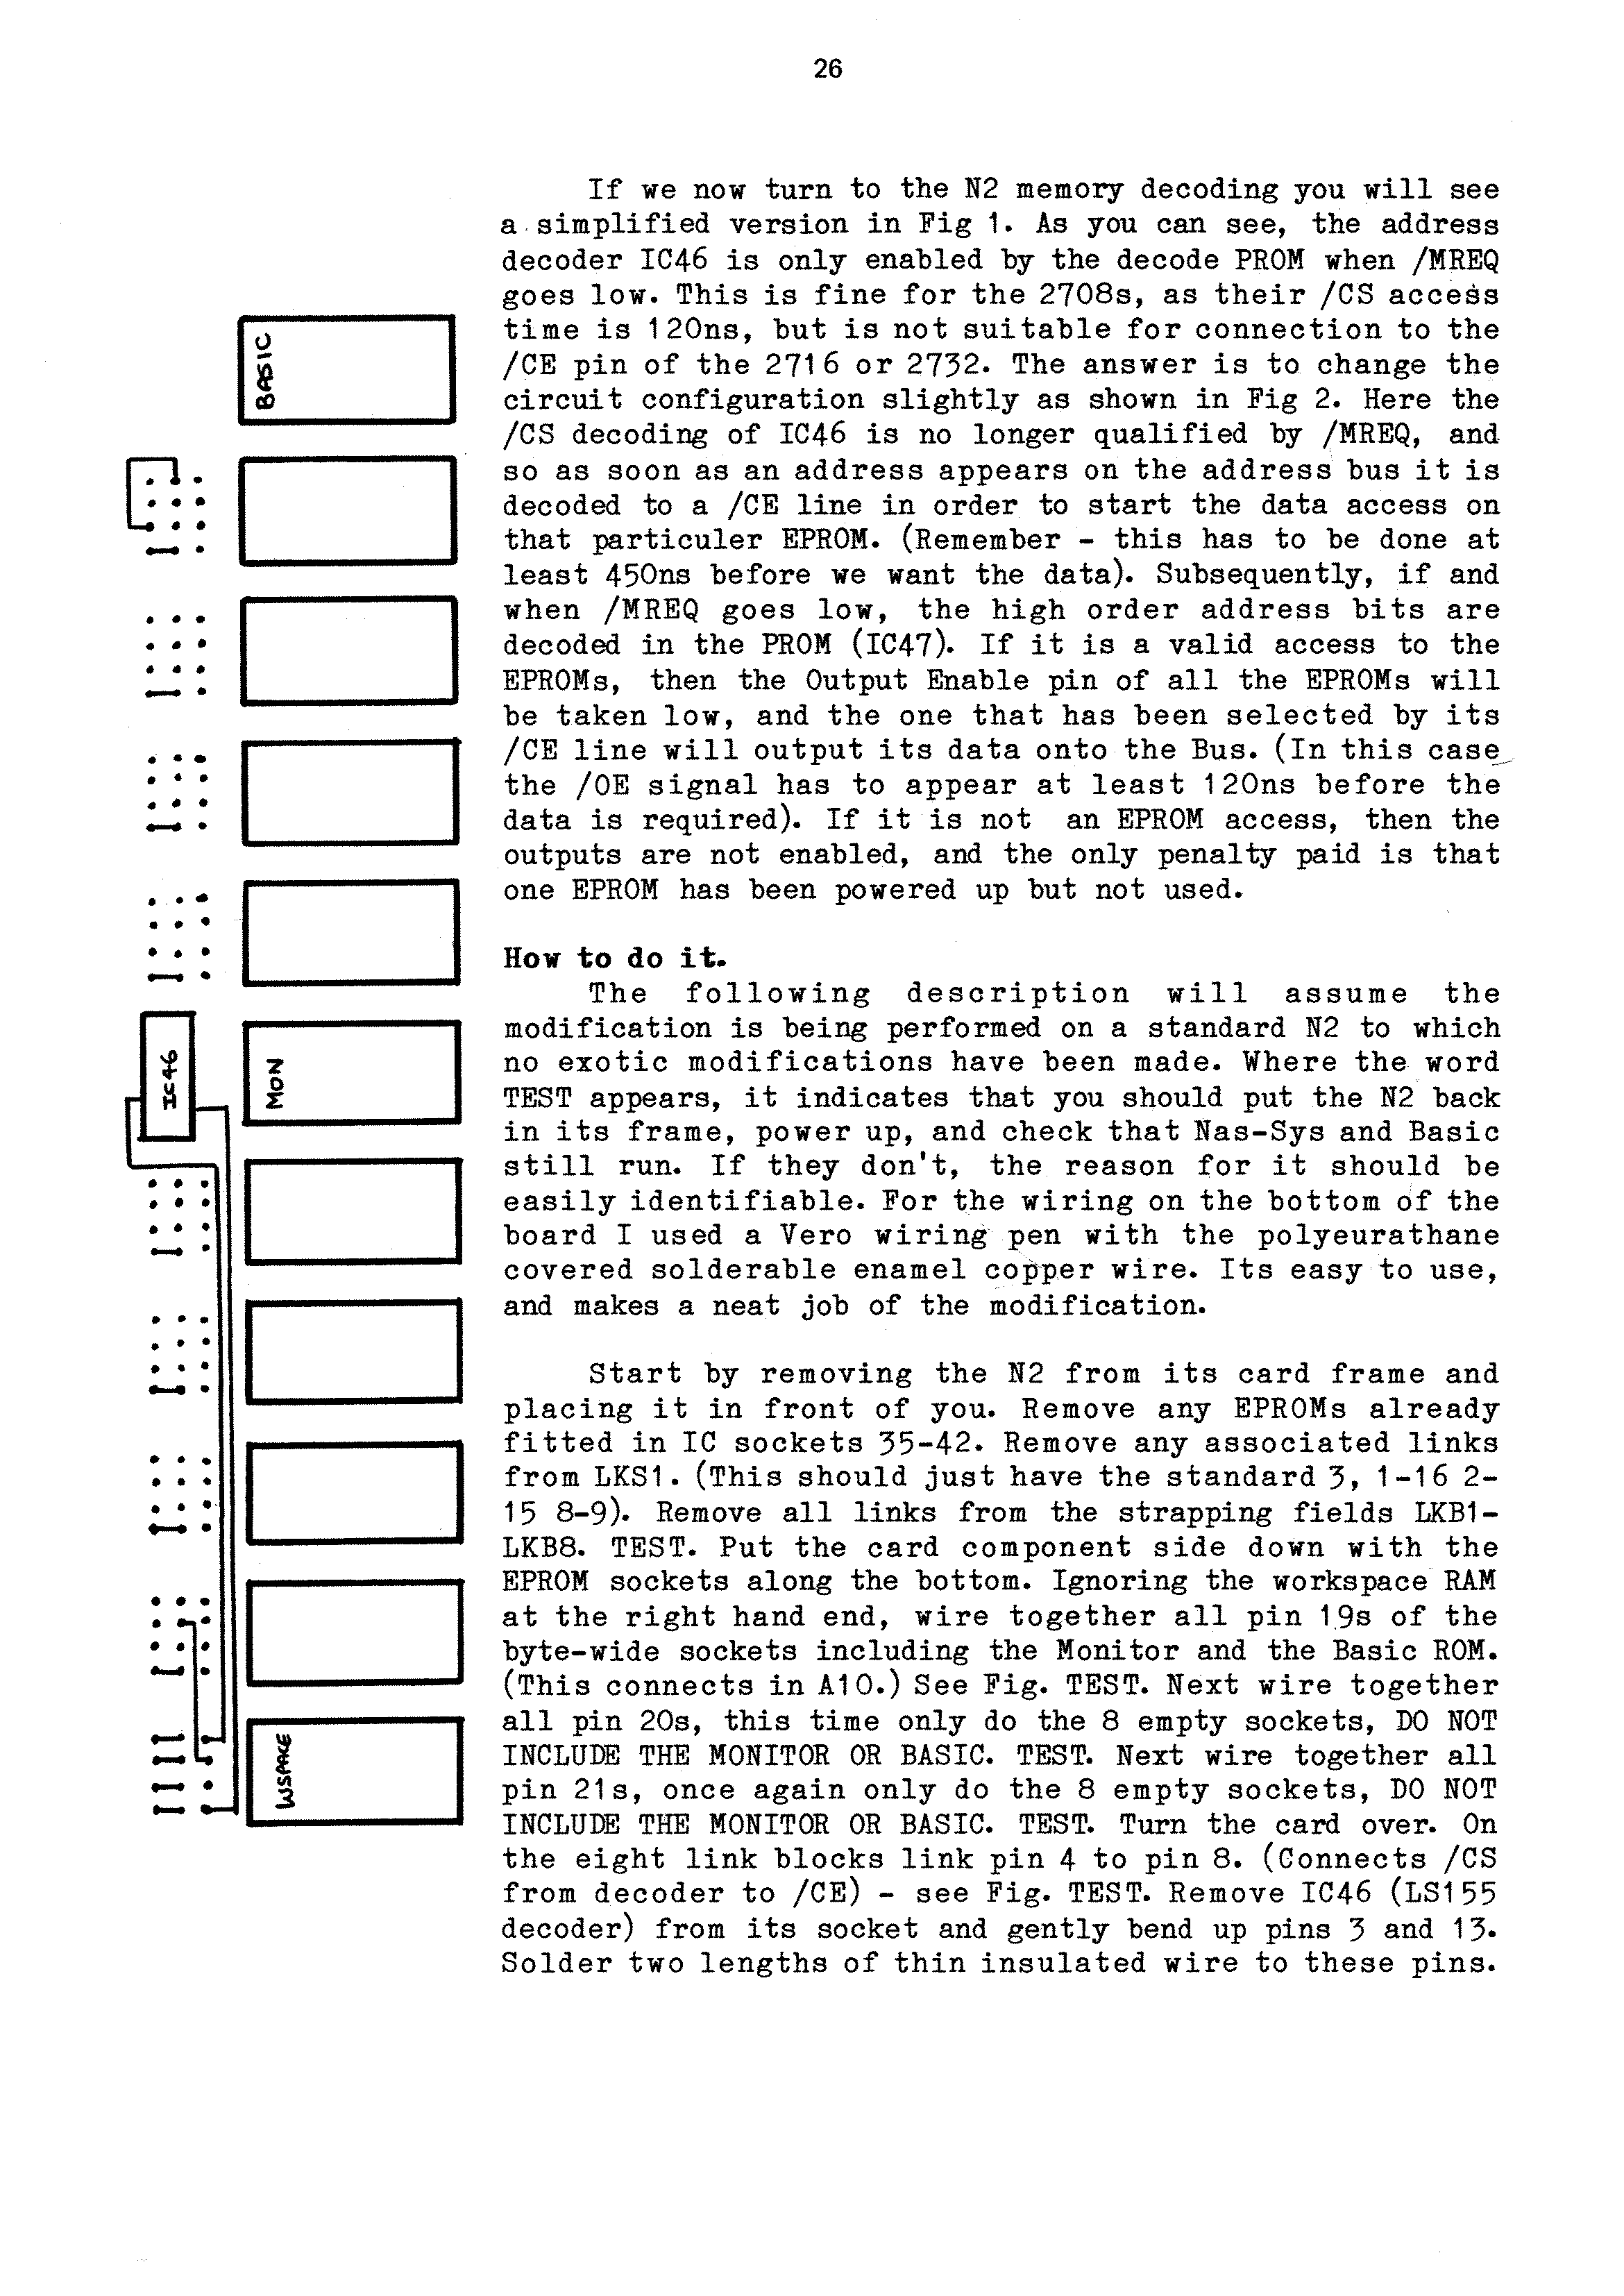 26
If we now turn to the N2 memory decoding you will see
a simplified version in Fig 1. As you can see, the address
decoder IC46 is only enabled by the decode PROM when /MREQ
goes low. This is fine for the 2708s, as their /CS access
time is 120ns, but is not suitable for connection to the
/CE pin of the 2716 or 2732. The answer is to change the
circuit configuration slightly as shown in Fig 2. Here the
/CS decoding of IC46 is no longer qualified by /MREQ, and
so as soon as an address appears on the address bus it is
decoded to a /CE line in order to start the data access on
that particuler EPROM. (Remember - this has to be done at
least 450ns before we want the data). Subsequently, if and
when /MREQ goes low, the high order address bits are
decoded in the PROM (IC47). If it is a valid access to the
EPROMs, then the Output Enable pin of all the EPROMs will
be taken low, and the one that has been selected by its
/CE line will output its data onto the Bus. (In this case
the /OE signal has to appear at least 120ns before the
data is required). If it is not an EPROM access, then the
outputs are not enabled, and the only penalty paid is that
one EPROM has been powered up but not used.
How to do it.
The following description will assume the
modification is being performed on a standard N2 to which
no exotic modifications have been made. Where the word
TEST appears, it indicates that you should put the N2 back
in its frame, power up, and check that Nas-Sys and Basic
still run. If they don't, the reason for it should be
easily identifiable. For the wiring on the bottom of the
board I used a Vero wiring pen with the polyeurathane
covered solderable enamel copper wire. Its easy to use,
and makes a neat job of the modification.
Start by removing the N2 from its card frame and
placing it in front of you. Remove any EPROMs already
fitted in IC sockets 35-42. Remove any associated links
from LKS1. (This should just have the standard 3, 1-16 2-
15 8-9). Remove all links from the strapping fields LKB1-
LKB8. TEST. Put the card component side down with the
EPROM sockets along the bottom. Ignoring the workspace RAM
at the right hand end, wire together all pin 19s of the
byte-wide sockets including the Monitor and the Basic ROM.
(This connects in A10.) See Fig. TEST. Next wire together
all pin 20s, this time only do the 8 empty sockets, DO NOT
INCLUDE THE MONITOR OR BASIC. TEST. Next wire together all
pin 21s, once again only do the 8 empty sockets, DO NOT
INCLUDE THE MONITOR OR BASIC. TEST. Turn the card over. On
the eight link blocks link pin 4 to pin 8. (Connects /CS
from decoder to /CE) - see Fig. TEST. Remove IC46 (LS155
decoder) from its socket and gently bend up pins 3 and 13.
Solder two lengths of thin insulated wire to these pins.
BASIC
IC46
MON
WSPACE